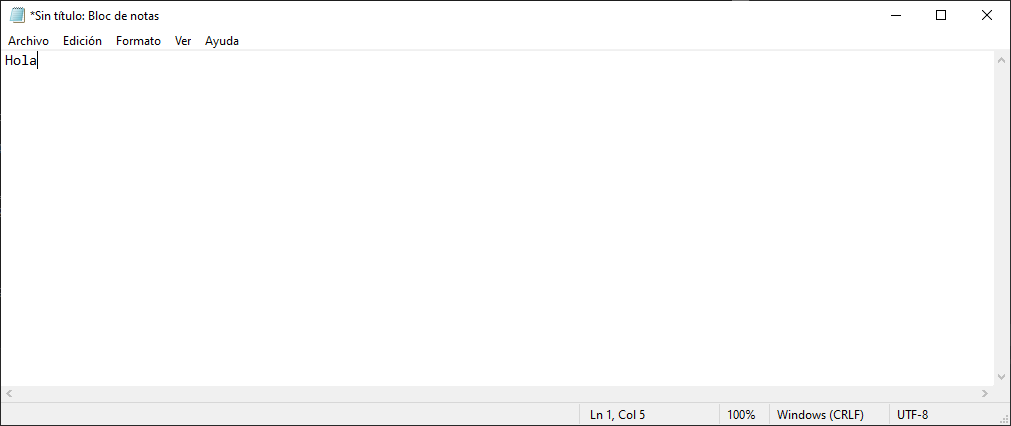 *Sin título: Bloc de notas
Archivo Edición Formato Ver Ayuda
Hola
Ln 1, Col 5 100% Windows (CRLF) UTF-8